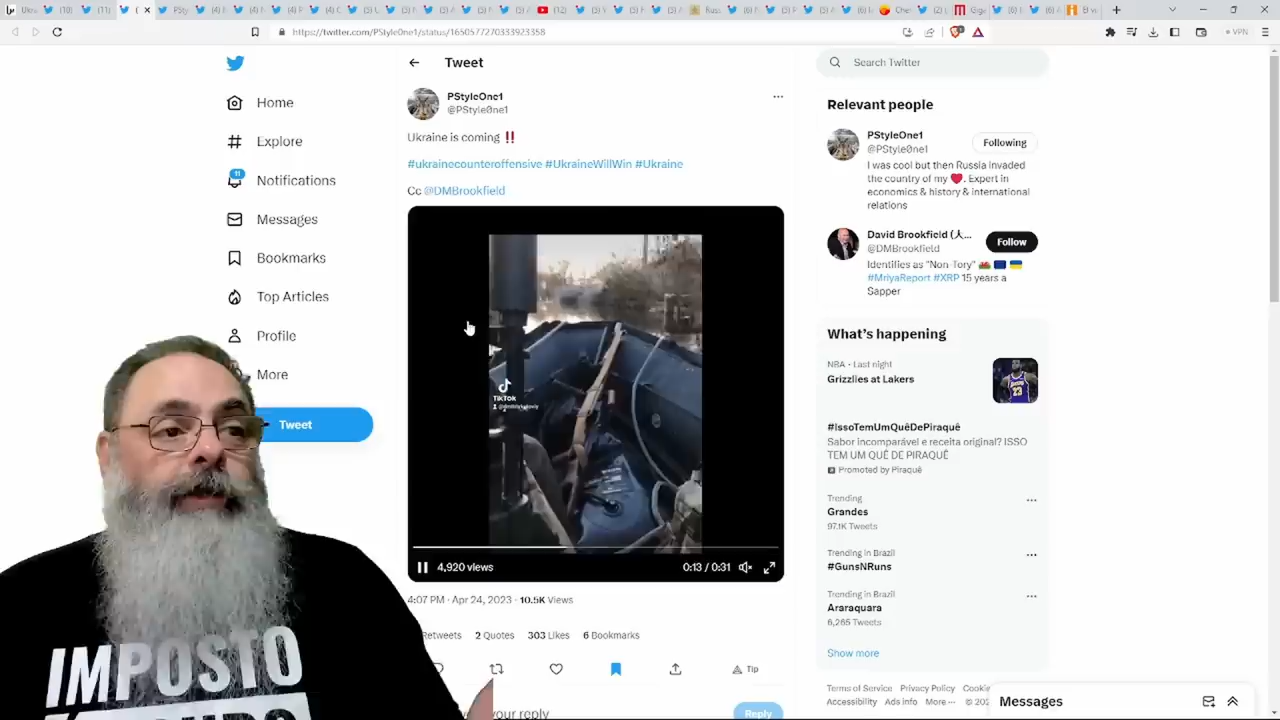 https://twitter.com/PStyle0ne1/status/1650577270333923358
VPN
Home
Explore
11
Notifications
Messages
Bookmarks
Top Articles
Profile
More
Tweet
Tweet
PStyleOne1
@PStyle0ne1
Ukraine is coming ‼
#ukrainecounteroffensive #UkraineWillWin #Ukraine
Cc @DMBrookfield
TikTok
4,920 views
0:13 / 0:31
4:07 PM · Apr 24, 2023 · 10.5K Views
Retweets 2 Quotes 303 Likes 6 Bookmarks
Tip
your reply
Reply
Search Twitter
Relevant people
PStyleOne1
@PStyle0ne1
Following
I was cool but then Russia invaded
the country of my ❤. Expert in
economics & history & international
relations
David Brookfield
@DMBrookfield
Follow
Identifies as "Non-Tory"
#MriyaReport #XRP 15 years a
Sapper
What's happening
NBA · Last night
Grizzlies at Lakers
#IssoTemUmQuêDePiraquê
Sabor incomparável e receita original? ISSO
TEM UM QUÊ DE PIRAQUÊ
Promoted by Piraquê
Trending
Grandes
97.1K Tweets
Trending in Brazil
#GunsNRuns
Trending in Brazil
Araraquara
6,265 Tweets
Show more
Terms of Service Privacy Policy
Accessibility Ads info More
Messages
IMPOSTO